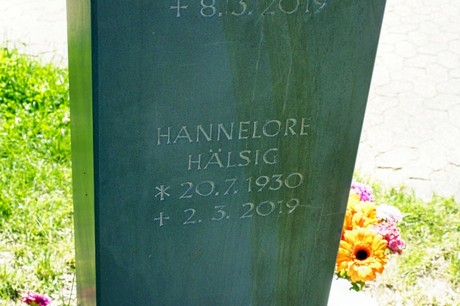 + 8.3.2019
HANNELORE
HÄLSIG
* 20.7.1930
+ 2.3.2019